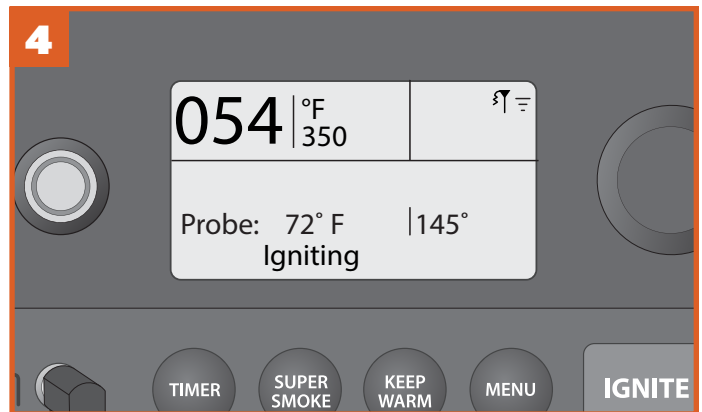 4
054 °F
350
Probe: 72˚ F 145˚
Igniting
TIMER
SUPER
SMOKE
KEEP
WARM
MENU
IGNITE